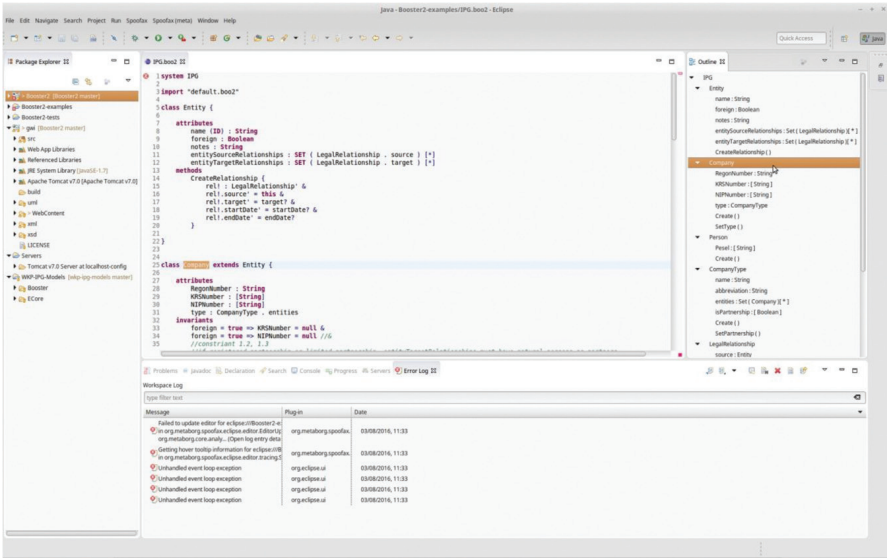 Java - Booster2-examples/IPG.boo2 - Eclipse
File Edit Navigate Search Project Run Spoofax Spoofax (meta) Window Help
Quick Access
Java
Package Explorer
Booster2-examples
Booster2-tests
> gwi [Booster2 master]
src
Web App Libraries
Referenced Libraries
JRE System Library [JavaSE-1.7]
Apache Tomcat v7.0 [Apache Tomcat v7.0]
build
uml
> WebContent
xml
xsd
LICENSE
Servers
Tomcat v7.0 Server at localhost-config
WKP-IPG-Models [wkp-ipg-models master]
Booster
ECore
IPG.boo2
1 system IPG
2
3 import "default.boo2"
4
5 class Entity {
6
7 attributes
8 name (ID) : String
9 foreign : Boolean
10 notes : String
11 entitySourceRelationships : SET ( LegalRelationship . source ) [*]
12 entityTargetRelationships : SET ( LegalRelationship . target ) [*]
13 methods
14 CreateRelationship {
15 rel! : LegalRelationship' &
16 rel!.source' = this &
17 rel!.target' = target? &
18 rel!.startDate' = startDate? &
19 rel!.endDate' = endDate?
20 }
21
22 }
23
24
25 class Company extends Entity {
26
27 attributes
28 RegonNumber : String
29 KRSNumber : [String]
30 NIPNumber : [String]
31 type : CompanyType . entities
32 invariants
33 foreign = true => KRSNumber = null &
34 foreign = true => NIPNumber = null //&
35 //constriant 1.2, 1.3
Outline
IPG
Entity
name : String
foreign : Boolean
notes : String
entitySourceRelationships : Set ( LegalRelationship )[ * ]
entityTargetRelationships : Set ( LegalRelationship )[ * ]
CreateRelationship ( )
Company
RegonNumber : String
KRSNumber : [ String ]
NIPNumber : [ String ]
type : CompanyType
Create ( )
SetType ( )
Person
Pesel : [ String ]
Create ( )
CompanyType
name : String
abbreviation : String
entities : Set ( Company )[ * ]
isPartnership : [ Boolean ]
Create ( )
SetPartnership ( )
LegalRelationship
source : Entity
Problems @ Javadoc Declaration Search Console Progress Servers Error Log
Workspace Log
type filter text
Message Plug-in Date
Failed to update editor for eclipse:///Booster2-e
in org.metaborg.spoofax.eclipse.editor.EditorUp org.metaborg.spoofax. 03/08/2016, 11:33
org.metaborg.core.analy... (Open log entry deta
Getting hover tooltip information for eclipse:///B
in org.metaborg.spoofax.eclipse.editor.tracing.S org.metaborg.spoofax. 03/08/2016, 11:33
Unhandled event loop exception org.eclipse.ui 03/08/2016, 11:33
Unhandled event loop exception org.eclipse.ui 03/08/2016, 11:33
Unhandled event loop exception org.eclipse.ui 03/08/2016, 11:33
Unhandled event loop exception org.eclipse.ui 03/08/2016, 11:33